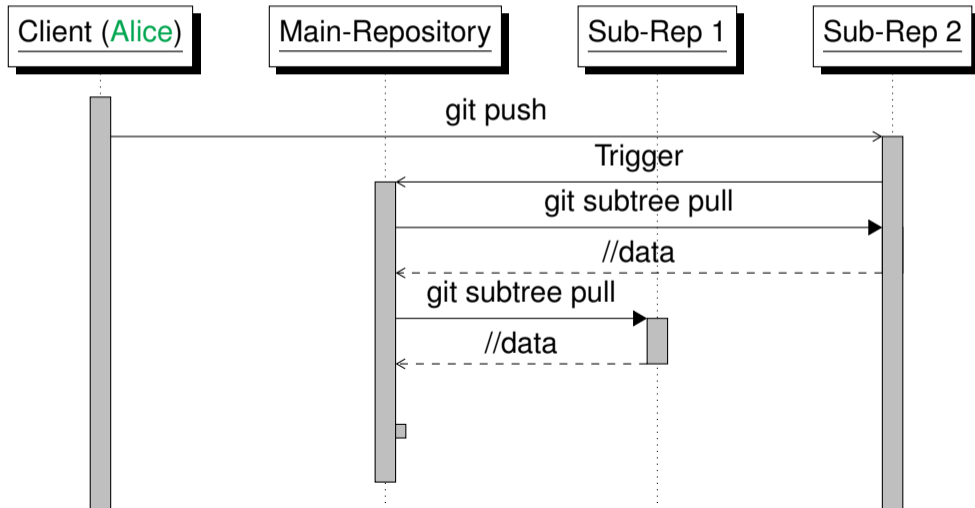 Client (Alice)
Main-Repository
Sub-Rep 1
Sub-Rep 2
git push
Trigger
git subtree pull
//data
git subtree pull
//data